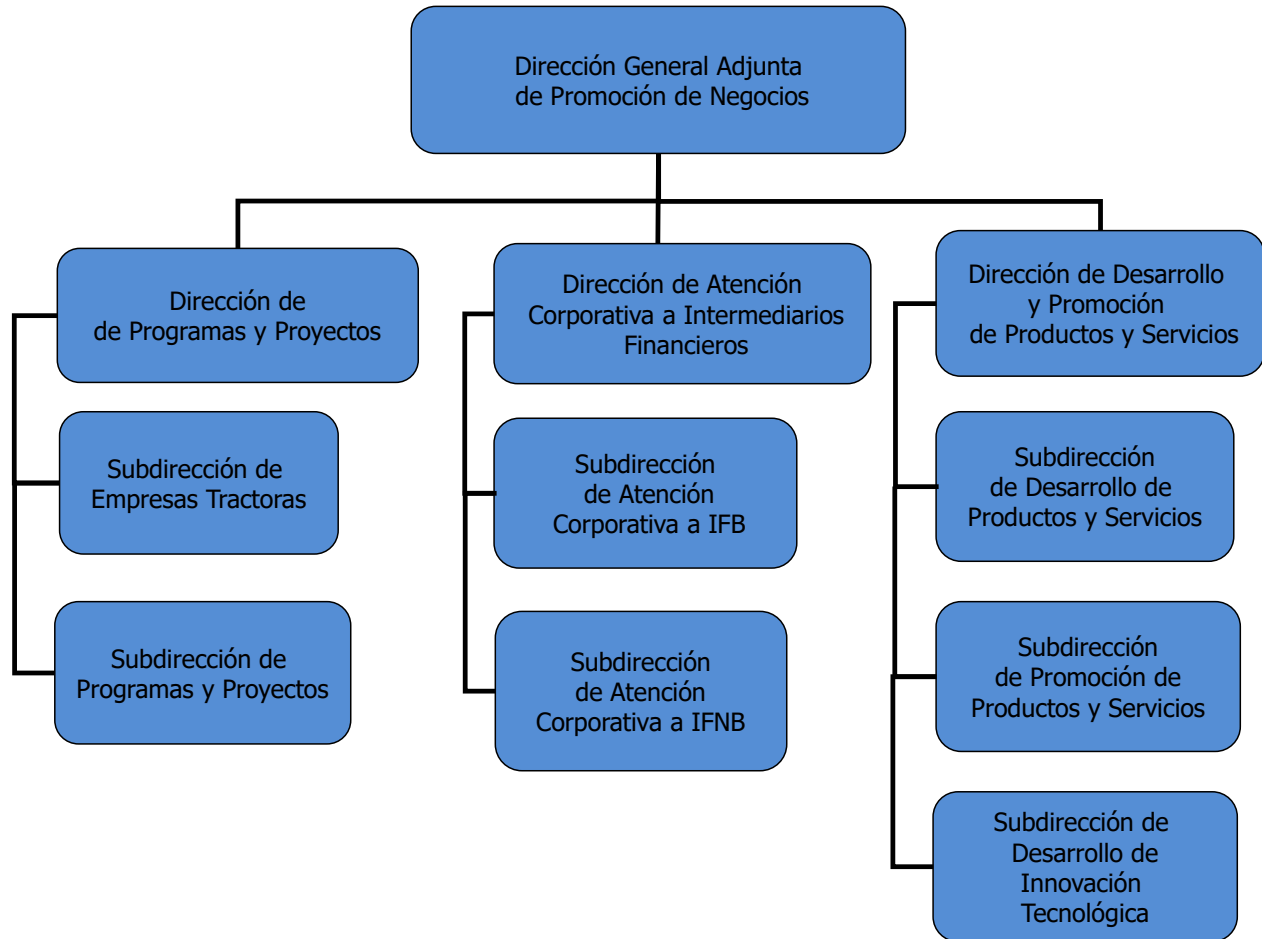 Dirección General Adjunta
de Promoción de Negocios
Dirección de
de Programas y Proyectos
Subdirección de
Empresas Tractoras
Subdirección de
Programas y Proyectos
Dirección de Atención
Corporativa a Intermediarios
Financieros
Subdirección
de Atención
Corporativa a IFB
Subdirección
de Atención
Corporativa a IFNB
Dirección de Desarrollo
y Promoción
de Productos y Servicios
Subdirección
de Desarrollo de
Productos y Servicios
Subdirección
de Promoción de
Productos y Servicios
Subdirección de
Desarrollo de
Innovación
Tecnológica